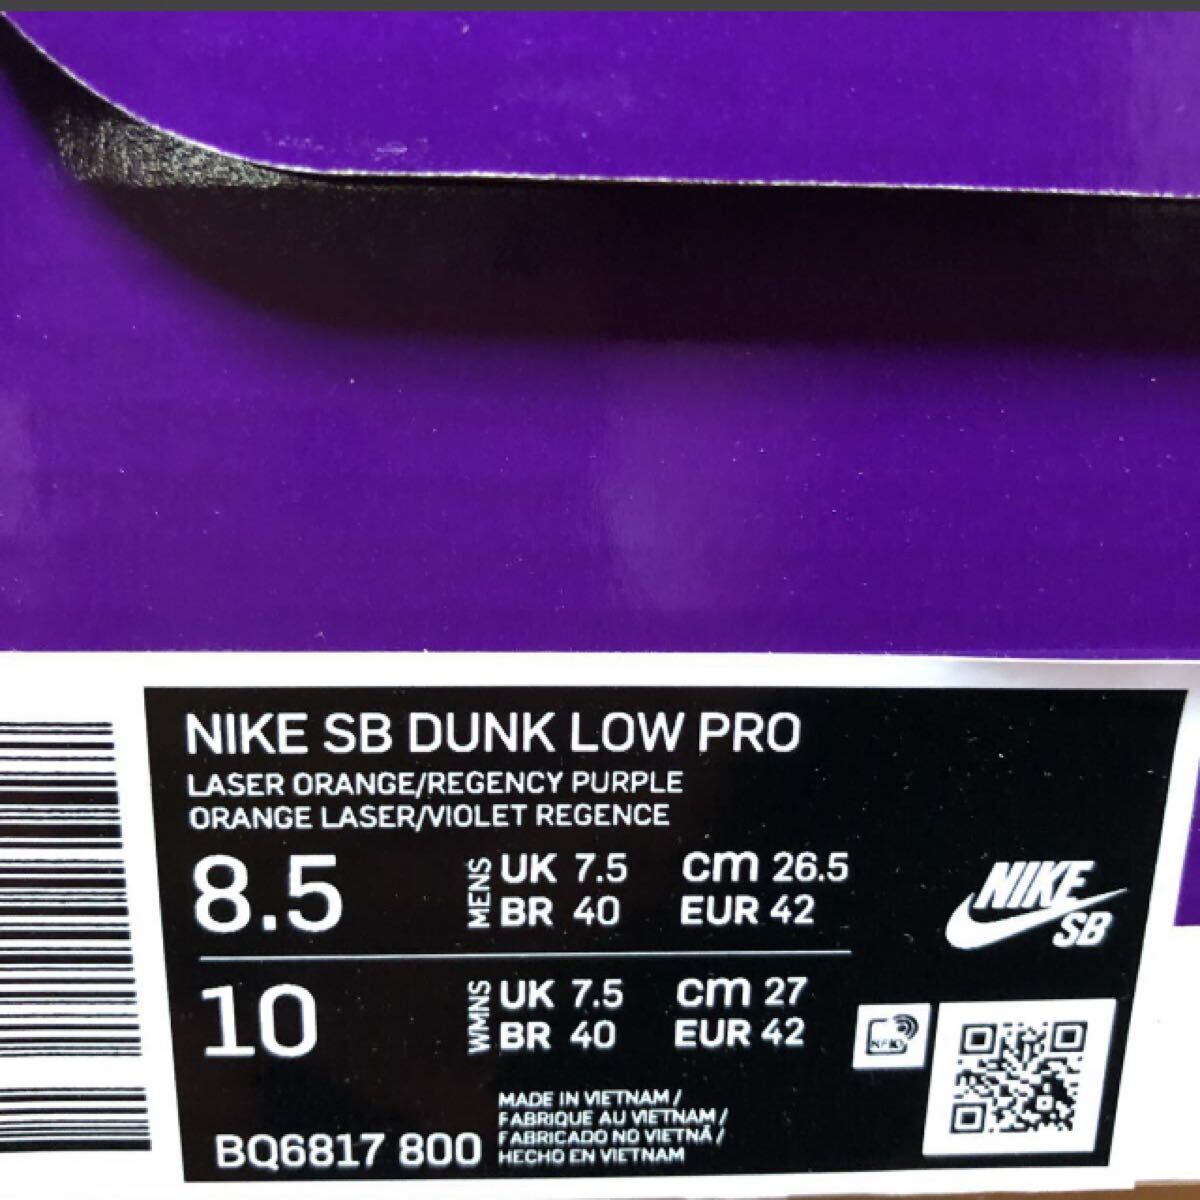 NIKE SB DUNK LOW PRO
LASER ORANGE/REGENCY PURPLE
ORANGE LASER/VIOLET REGENCE
8.5 MENS UK 7.5 cm 26.5
BR 40 EUR 42
NIKE
SB
10 WMNS UK 7.5 cm 27
BR 40 EUR 42
MADE IN VIETNAM /
FABRIQUE AU VIETNAM /
FABRICADO NO VIETNÃ /
HECHO EN VIETNAM
BQ6817 800